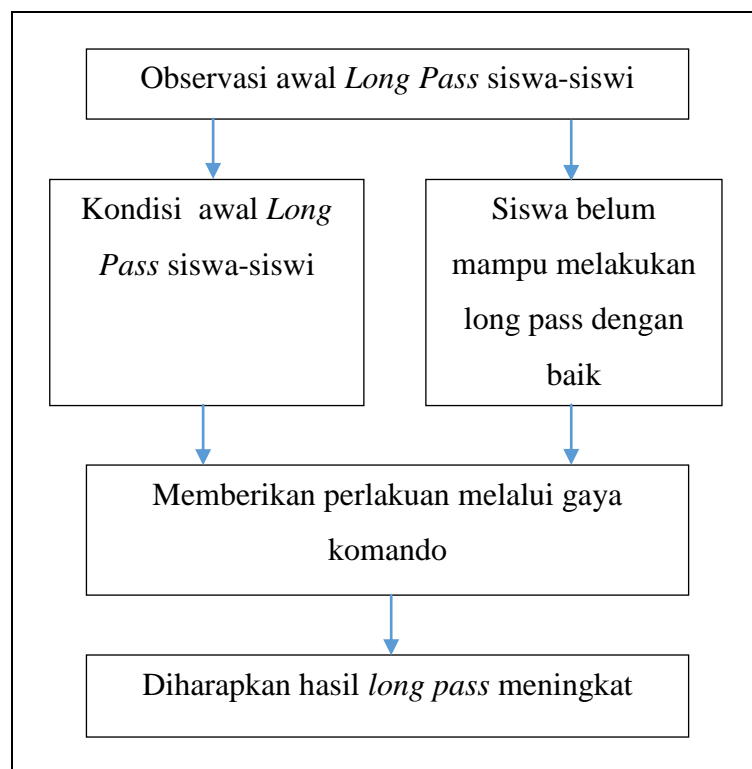 Observasi awal Long Pass siswa-siswi
Kondisi awal Long
Pass siswa-siswi
Siswa belum
mampu melakukan
long pass dengan
baik
Memberikan perlakuan melalui gaya
komando
Diharapkan hasil long pass meningkat